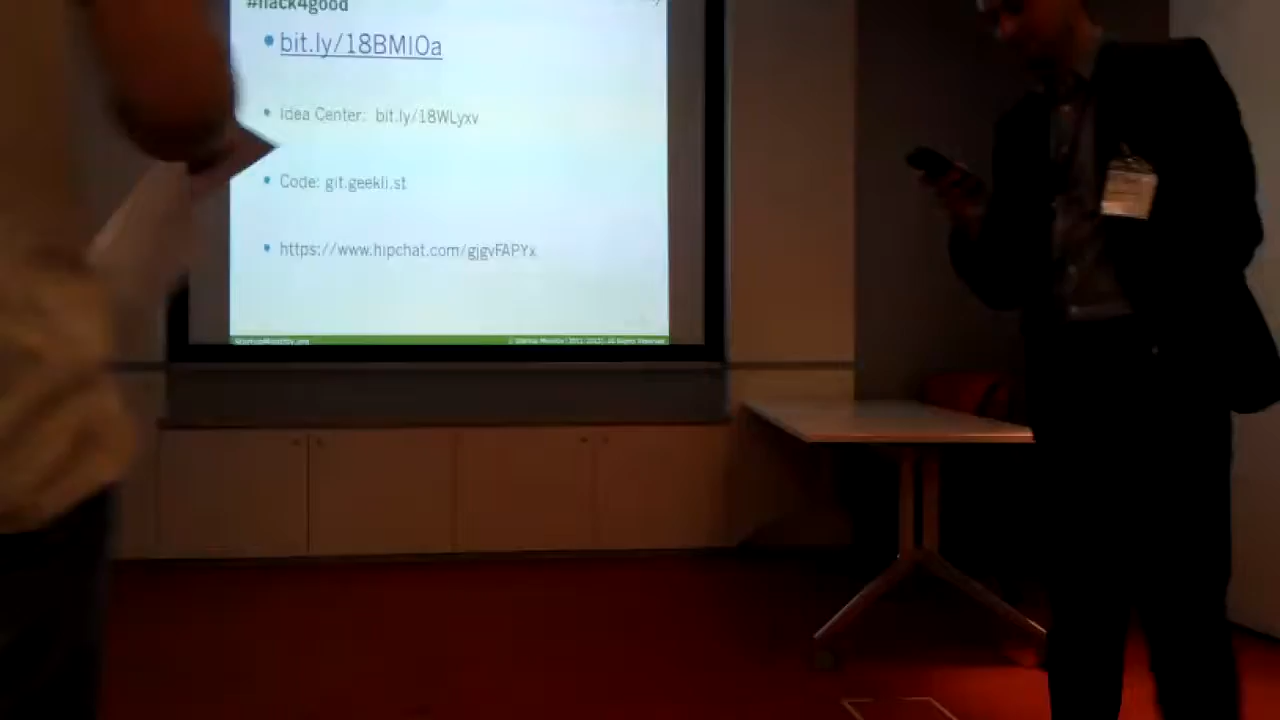 #hack4good
bit.ly/18BMIOa
Idea Center: bit.ly/18WLyxv
Code: git.geekli.st
https://www.hipchat.com/gjgvFAPYx